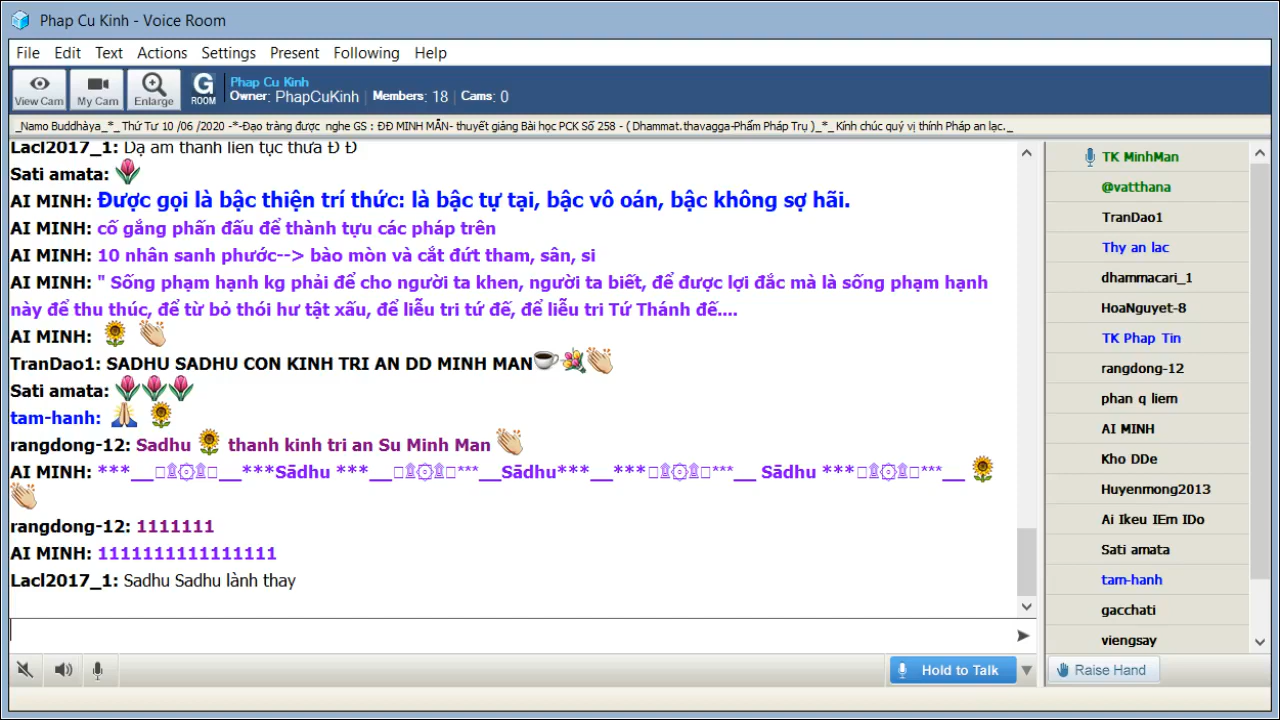 Phap Cu Kinh - Voice Room
File Edit Text Actions Settings Present Following Help
View Cam My Cam Enlarge G ROOM
Phap Cu Kinh
Owner: PhapCuKinh | Members: 18 | Cams: 0
_Namo Buddhàya_*_ Thứ Tư 10 /06 /2020 -*-Đạo tràng được nghe GS : ĐĐ MINH MẪN- thuyết giảng Bài học PCK Số 258 - ( Dhammat.thavagga-Phẩm Pháp Trụ )_*_ Kính chúc quý vị thính Pháp an lạc._
Lacl2017_1: Dạ âm thanh liên tục thưa Đ Đ
Sati amata: 🌷
AI MINH: Được gọi là bậc thiện trí thức: là bậc tự tại, bậc vô oán, bậc không sợ hãi.
AI MINH: cố gắng phấn đấu để thành tựu các pháp trên
AI MINH: 10 nhân sanh phước--> bào mòn và cắt đứt tham, sân, si
AI MINH: " Sống phạm hạnh kg phải để cho người ta khen, người ta biết, để được lợi đắc mà là sống phạm hạnh
này để thu thúc, để từ bỏ thói hư tật xấu, để liễu tri tứ đế, để liễu tri Tứ Thánh đế....
AI MINH: 🌻 👏
TranDao1: SADHU SADHU CON KINH TRI AN DD MINH MAN☕💐👏
Sati amata: 🌷🌷🌷
tam-hanh: 🙏 🌻
rangdong-12: Sadhu 🌻 thanh kinh tri an Su Minh Man 👏
AI MINH: ***__۩۞۩__***Sādhu ***__۩۞۩***__Sādhu***__***۩۞۩***__ Sādhu ***۩۞۩***__ 🌻
👏
rangdong-12: 1111111
AI MINH: 1111111111111111
Lacl2017_1: Sadhu Sadhu lành thay
Hold to Talk
TK MinhMan
@vatthana
TranDao1
Thy an lac
dhammacari_1
HoaNguyet-8
TK Phap Tin
rangdong-12
phan q liem
AI MINH
Kho DDe
Huyenmong2013
Ai Ikeu IEm IDo
Sati amata
tam-hanh
gacchati
viengsay
Raise Hand